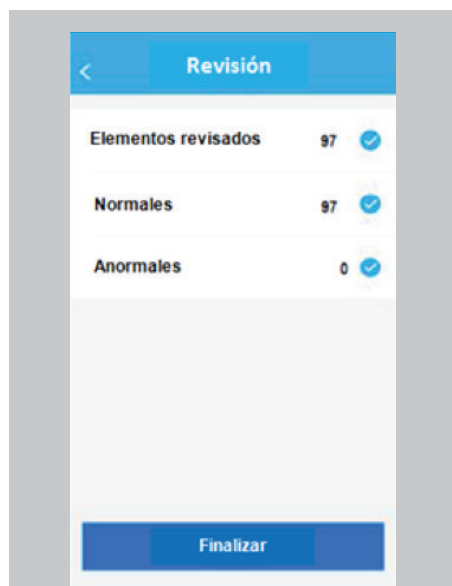 Revisión
Elementos revisados 97
Normales 97
Anormales 0
Finalizar